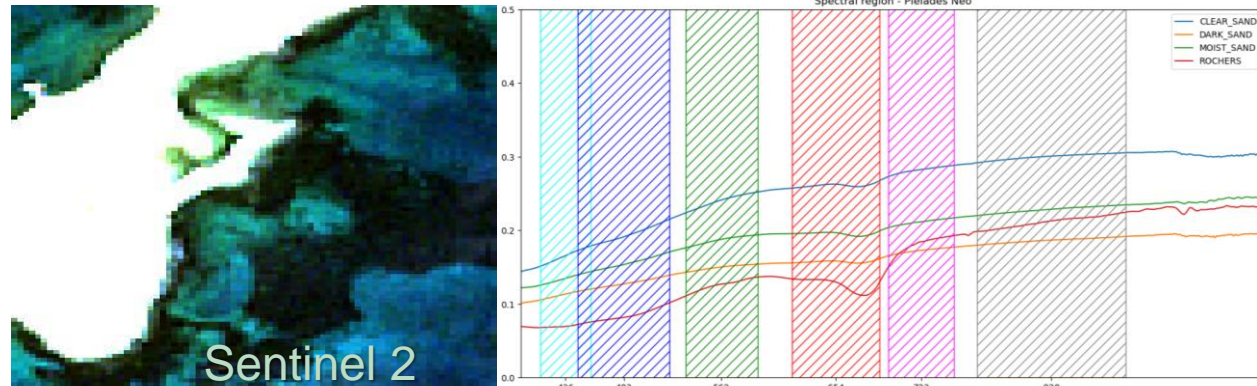 Sentinel 2
Spectral region - Pleiades Neo
0.5
0.4
0.3
0.2
0.1
0.0
CLEAR_SAND
DARK_SAND
MOIST_SAND
ROCHERS